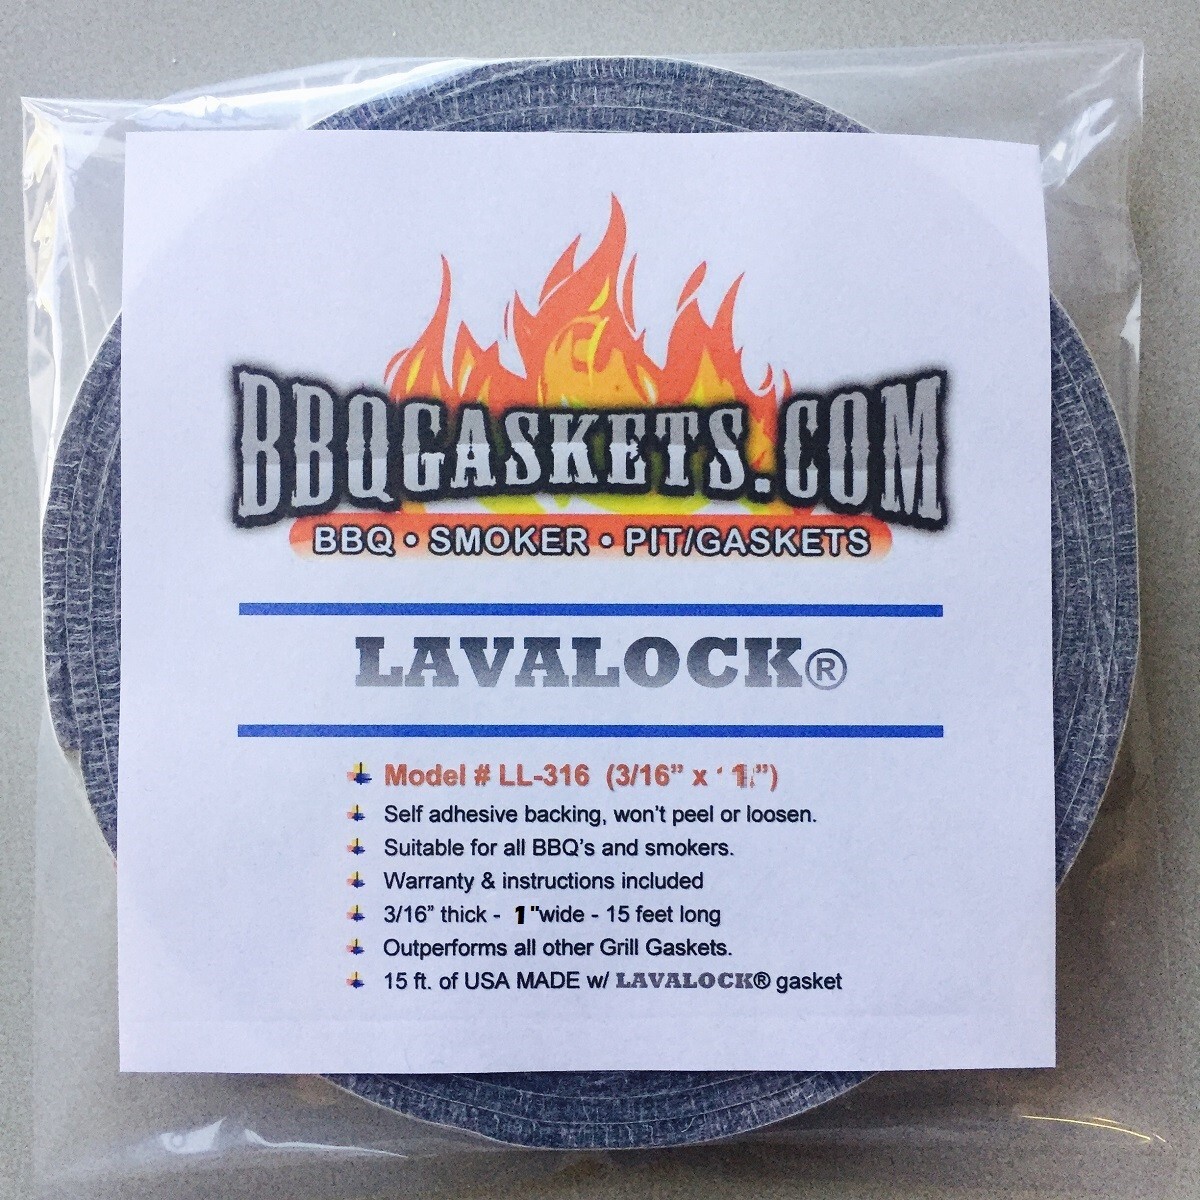 BBQGASKETS.COM
BBQ • SMOKER • PIT/GASKETS
LAVALOCK®
Model # LL-316 (3/16” x 1”)
Self adhesive backing, won’t peel or loosen.
Suitable for all BBQ’s and smokers.
Warranty & instructions included
3/16” thick - 1"wide - 15 feet long
Outperforms all other Grill Gaskets.
15 ft. of USA MADE w/ LAVALOCK® gasket